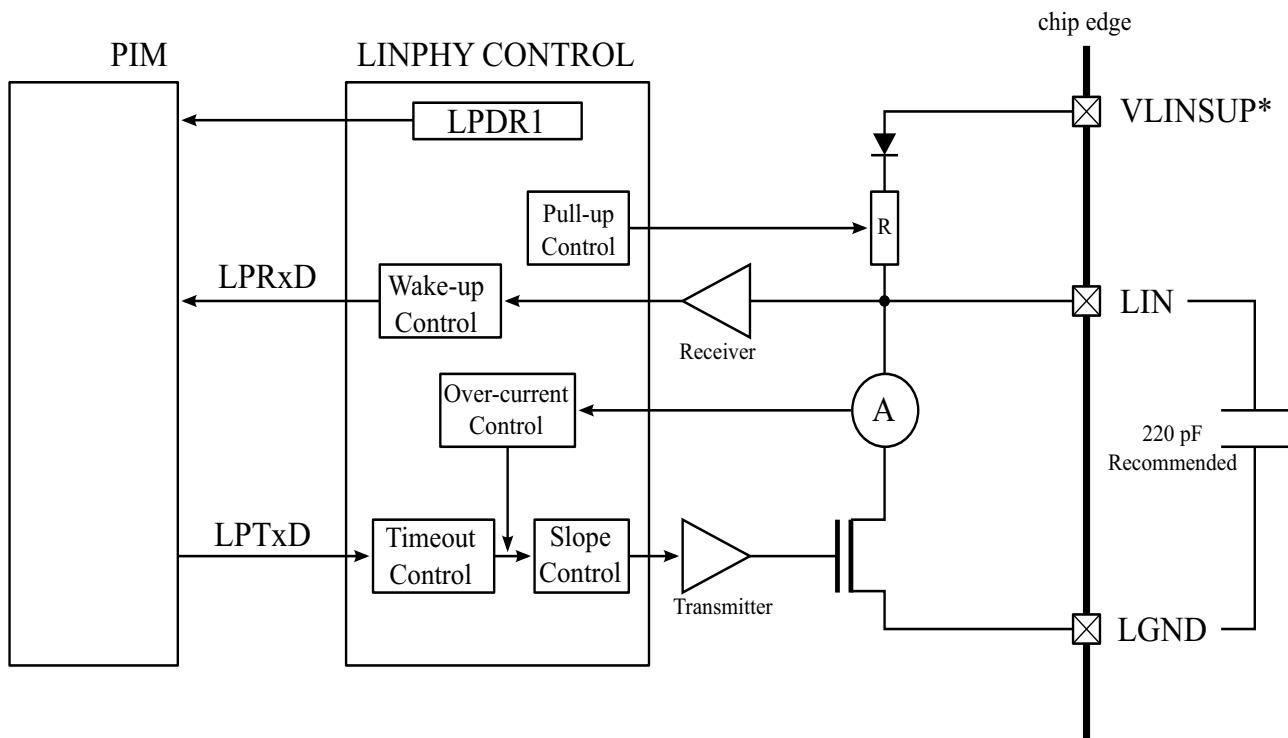 chip edge
PIM
LINPHY CONTROL
LPDR1
VLINSUP*
Pull-up
Control
R
LPRxD
Wake-up
Control
Receiver
LIN
Over-current
Control
A
220 pF
Recommended
LPTxD
Timeout
Control
Slope
Control
Transmitter
LGND